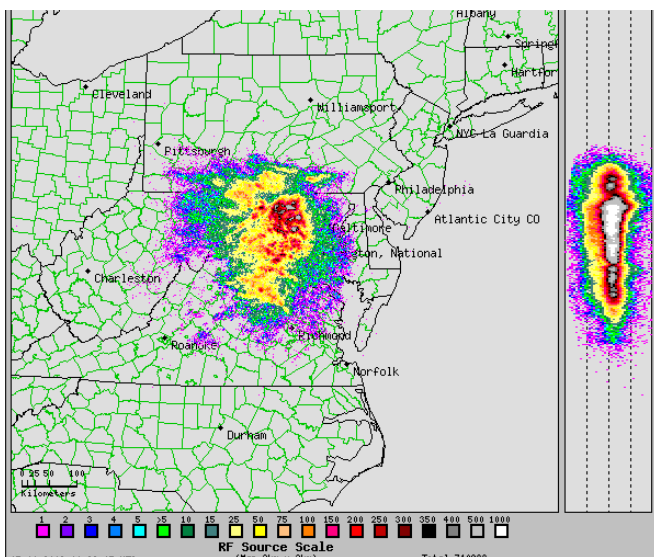 Albany
Springf
Hartfor
Cleveland
Williamsport
NYC La Guardia
Pittsburgh
Philadelphia
Atlantic City CO
Baltimore
ston, National
Charleston
Richmond
Roanoke
Norfolk
Durham
0 25 50 100
Kilometers
1 2 3 4 5 >5 10 15 25 50 75 100 150 200 250 300 350 400 500 1000
RF Source Scale